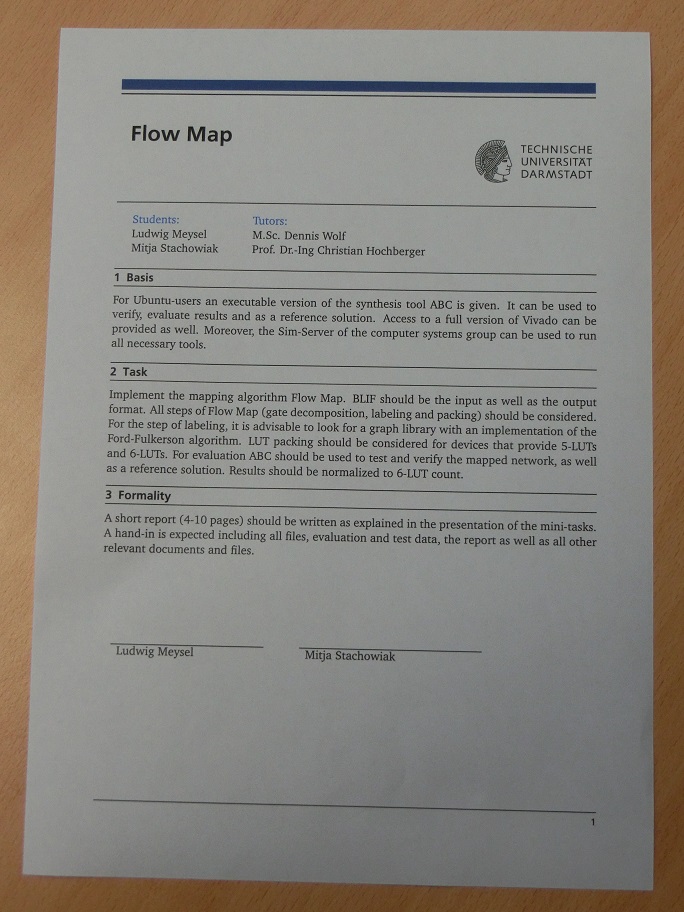 Flow Map
TECHNISCHE
UNIVERSITÄT
DARMSTADT
Students:
Ludwig Meysel
Mitja Stachowiak
Tutors:
M.Sc. Dennis Wolf
Prof. Dr.-Ing Christian Hochberger
1 Basis
For Ubuntu-users an executable version of the synthesis tool ABC is given. It can be used to
verify, evaluate results and as a reference solution. Access to a full version of Vivado can be
provided as well. Moreover, the Sim-Server of the computer systems group can be used to run
all necessary tools.
2 Task
Implement the mapping algorithm Flow Map. BLIF should be the input as well as the output
format. All steps of Flow Map (gate decomposition, labeling and packing) should be considered.
For the step of labeling, it is advisable to look for a graph library with an implementation of the
Ford-Fulkerson algorithm. LUT packing should be considered for devices that provide 5-LUTs
and 6-LUTs. For evaluation ABC should be used to test and verify the mapped network, as well
as a reference solution. Results should be normalized to 6-LUT count.
3 Formality
A short report (4-10 pages) should be written as explained in the presentation of the mini-tasks.
A hand-in is expected including all files, evaluation and test data, the report as well as all other
relevant documents and files.
Ludwig Meysel
Mitja Stachowiak
1